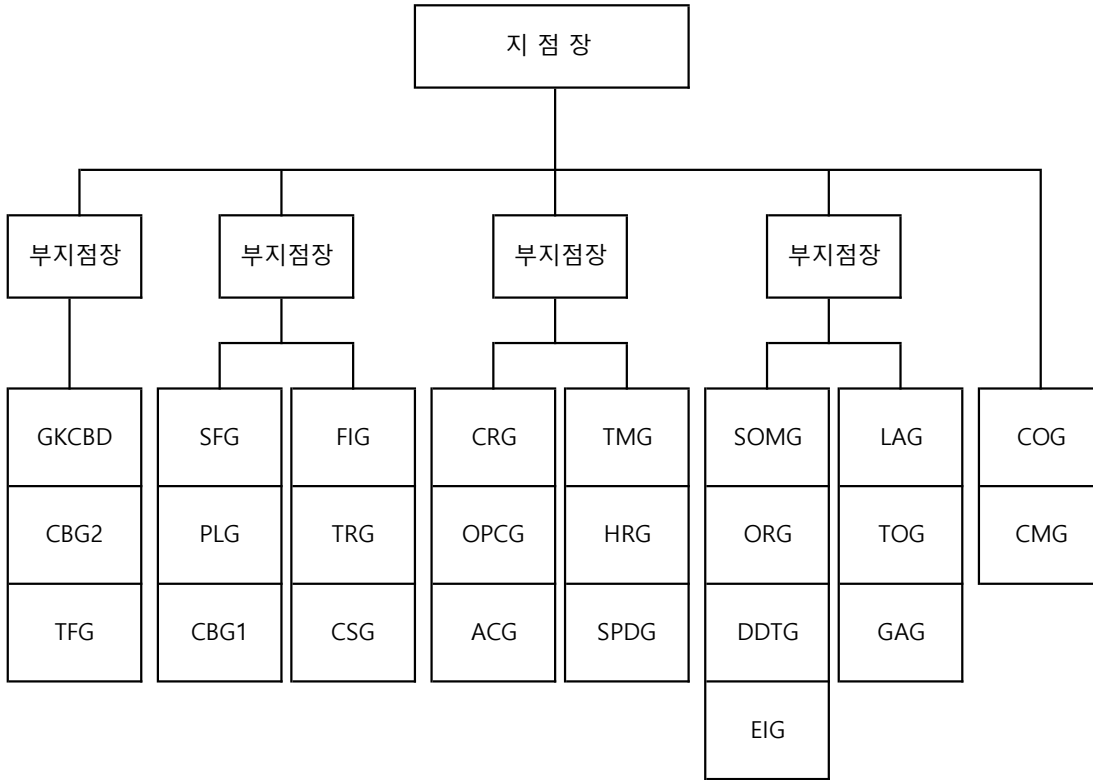 지 점 장
부지점장 부지점장 부지점장 부지점장
GKCBD SFG FIG CRG TMG SOMG LAG COG
CBG2 PLG TRG OPCG HRG ORG TOG CMG
TFG CBG1 CSG ACG SPDG DDTG GAG
EIG